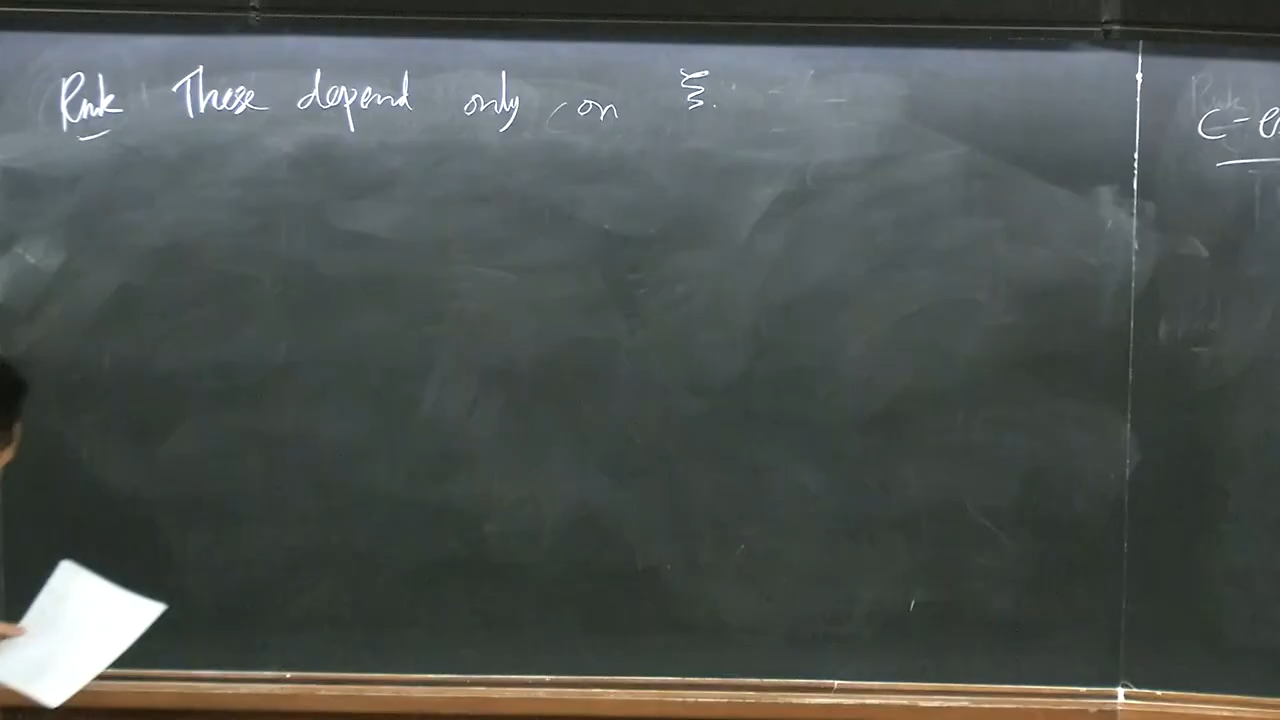 Rmk These depend only on ξ.
c-e